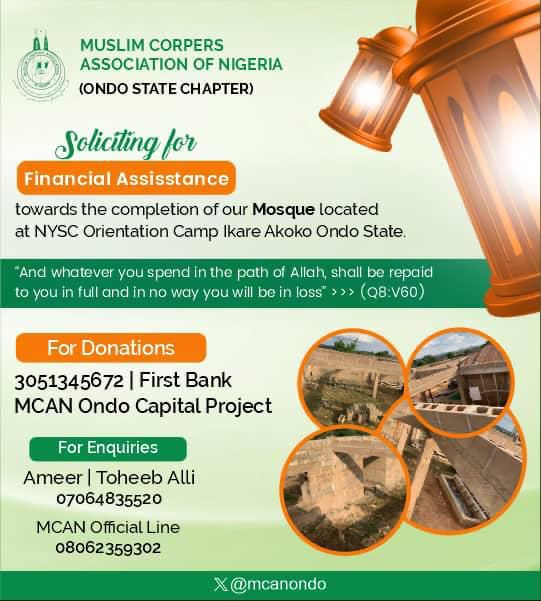 MUSLIM CORPERS
ASSOCIATION OF NIGERIA
(ONDO STATE CHAPTER)
Soliciting for
Financial Assisstance
towards the completion of our Mosque located
at NYSC Orientation Camp Ikare Akoko Ondo State.
"And whatever you spend in the path of Allah, shall be repaid
to you in full and in no way you will be in loss" >>> (Q8:V60)
For Donations
3051345672 | First Bank
MCAN Ondo Capital Project
For Enquiries
Ameer | Toheeb Alli
07064835520
MCAN Official Line
08062359302
X@mcanondo